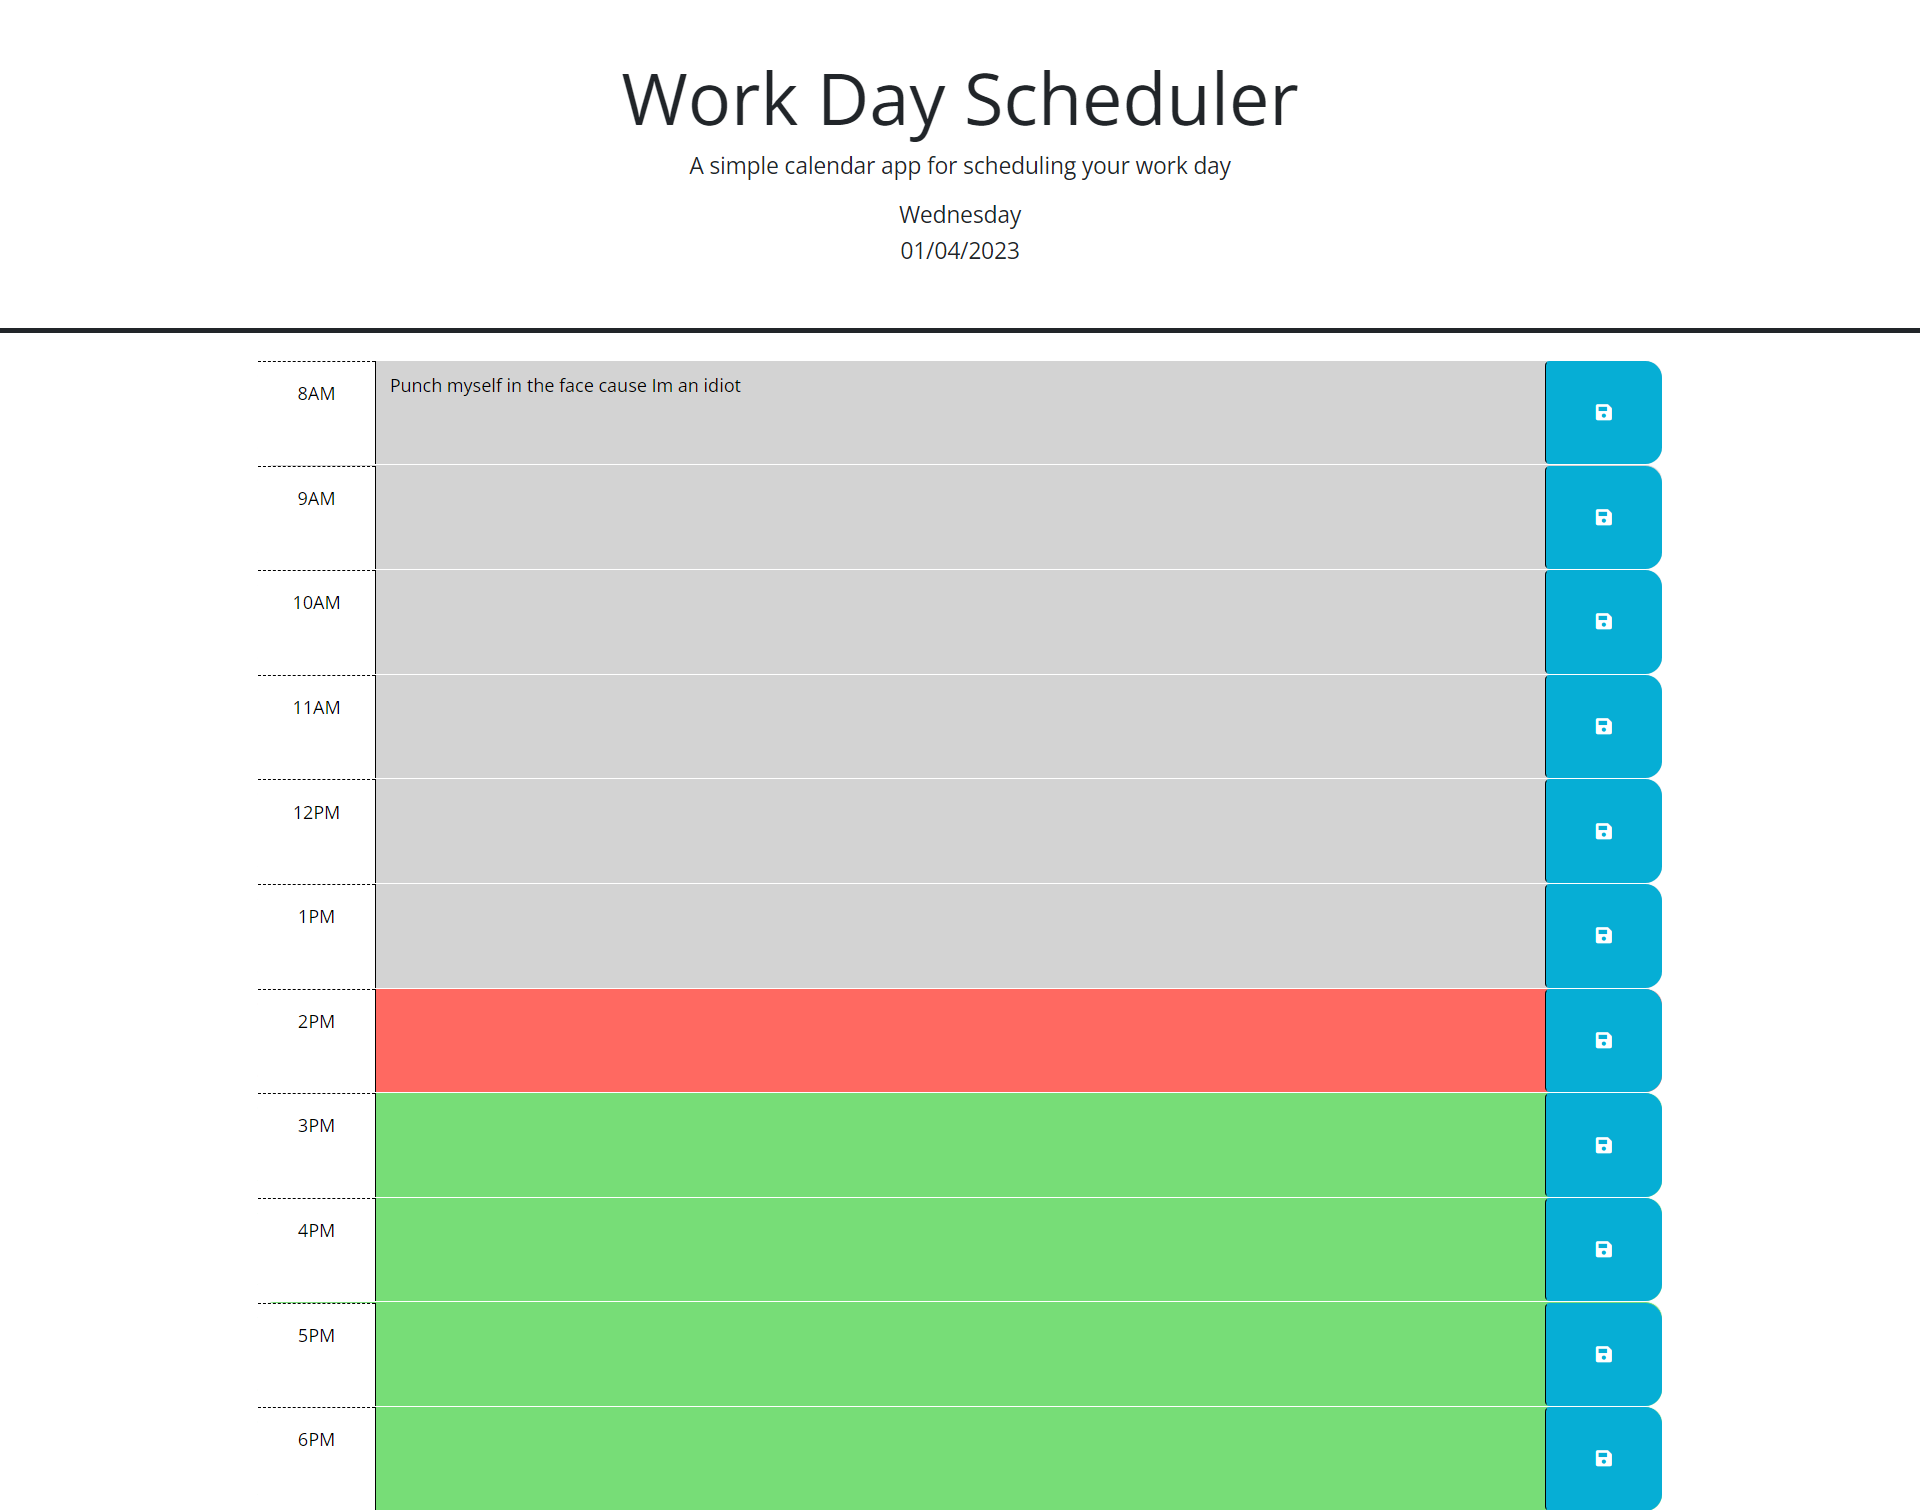 Work Day Scheduler
A simple calendar app for scheduling your work day
Wednesday
01/04/2023
8AM
Punch myself in the face cause Im an idiot
9AM
10AM
11AM
12PM
1PM
2PM
3PM
4PM
5PM
6PM